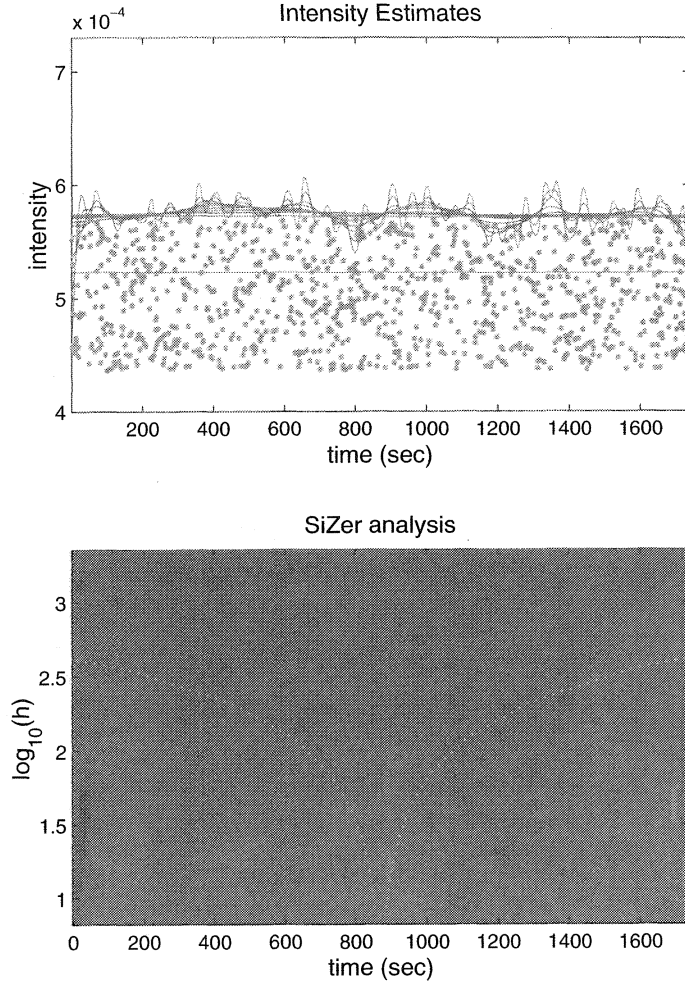 Intensity Estimates
x 10⁻⁴
7
6
5
4
intensity
200 400 600 800 1000 1200 1400 1600
time (sec)
SiZer analysis
3
2.5
2
1.5
1
log₁₀(h)
0 200 400 600 800 1000 1200 1400 1600
time (sec)